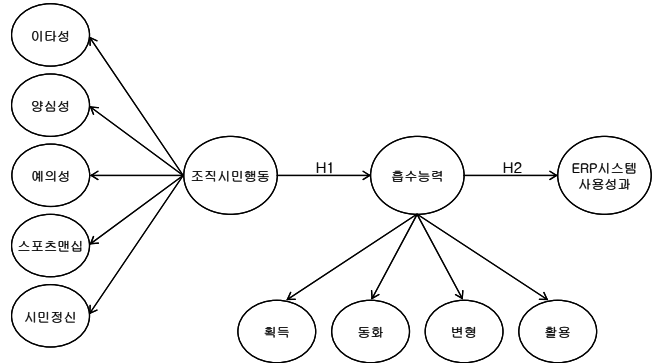 이타성
양심성
예의성
스포츠맨십
시민정신
조직시민행동
H1
흡수능력
H2
ERP시스템
사용성과
획득
동화
변형
활용